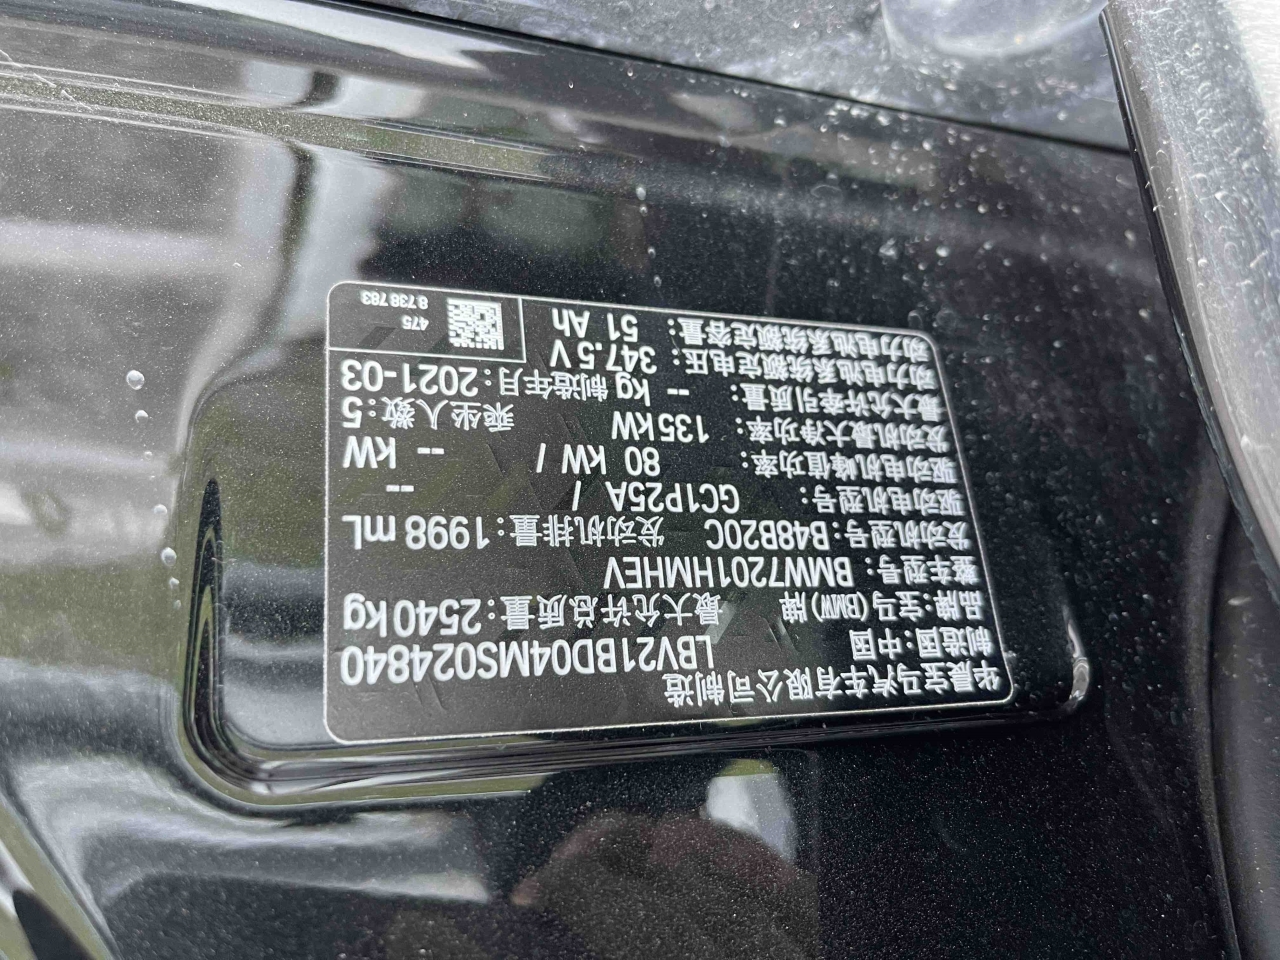 华晨宝马汽车有限公司制造
制造国:中国 LBV21BD04MS024840
品牌:宝马(BMW)牌 最大允许总质量:2540kg
整车型号:BMW7201HMHEV
发动机型号:B48B20C 发动机排量:1998 mL
驱动电机型号: GC1P25A / --
驱动电机峰值功率: 80 kW / -- kW
发动机最大净功率: 135kW 乘坐人数:5
最大允许牵引质量: -- kg 制造年月:2021-03
动力电池系统额定电压: 347.5 V
动力电池系统额定容量: 51 Ah
475
8 738 783